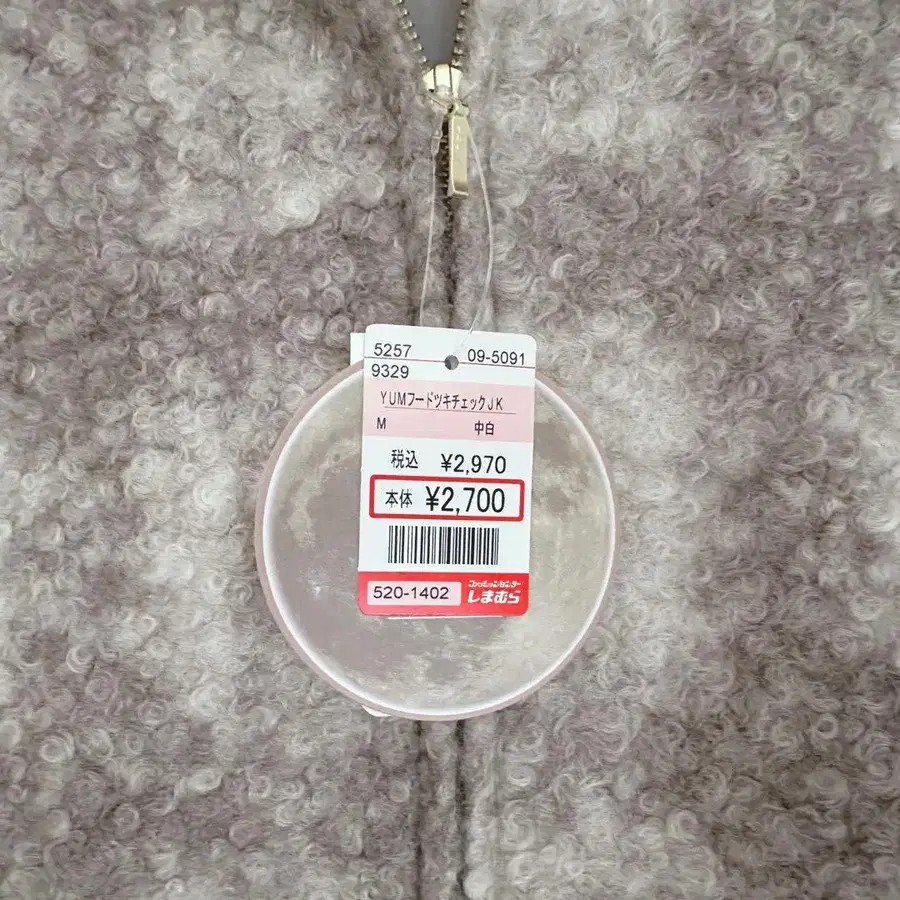 5257 09-5091
9329
YUMフードツキチェックJK
M 中白
税込 ¥2,970
本体 ¥2,700
520-1402 ファッションセンター
しまむら